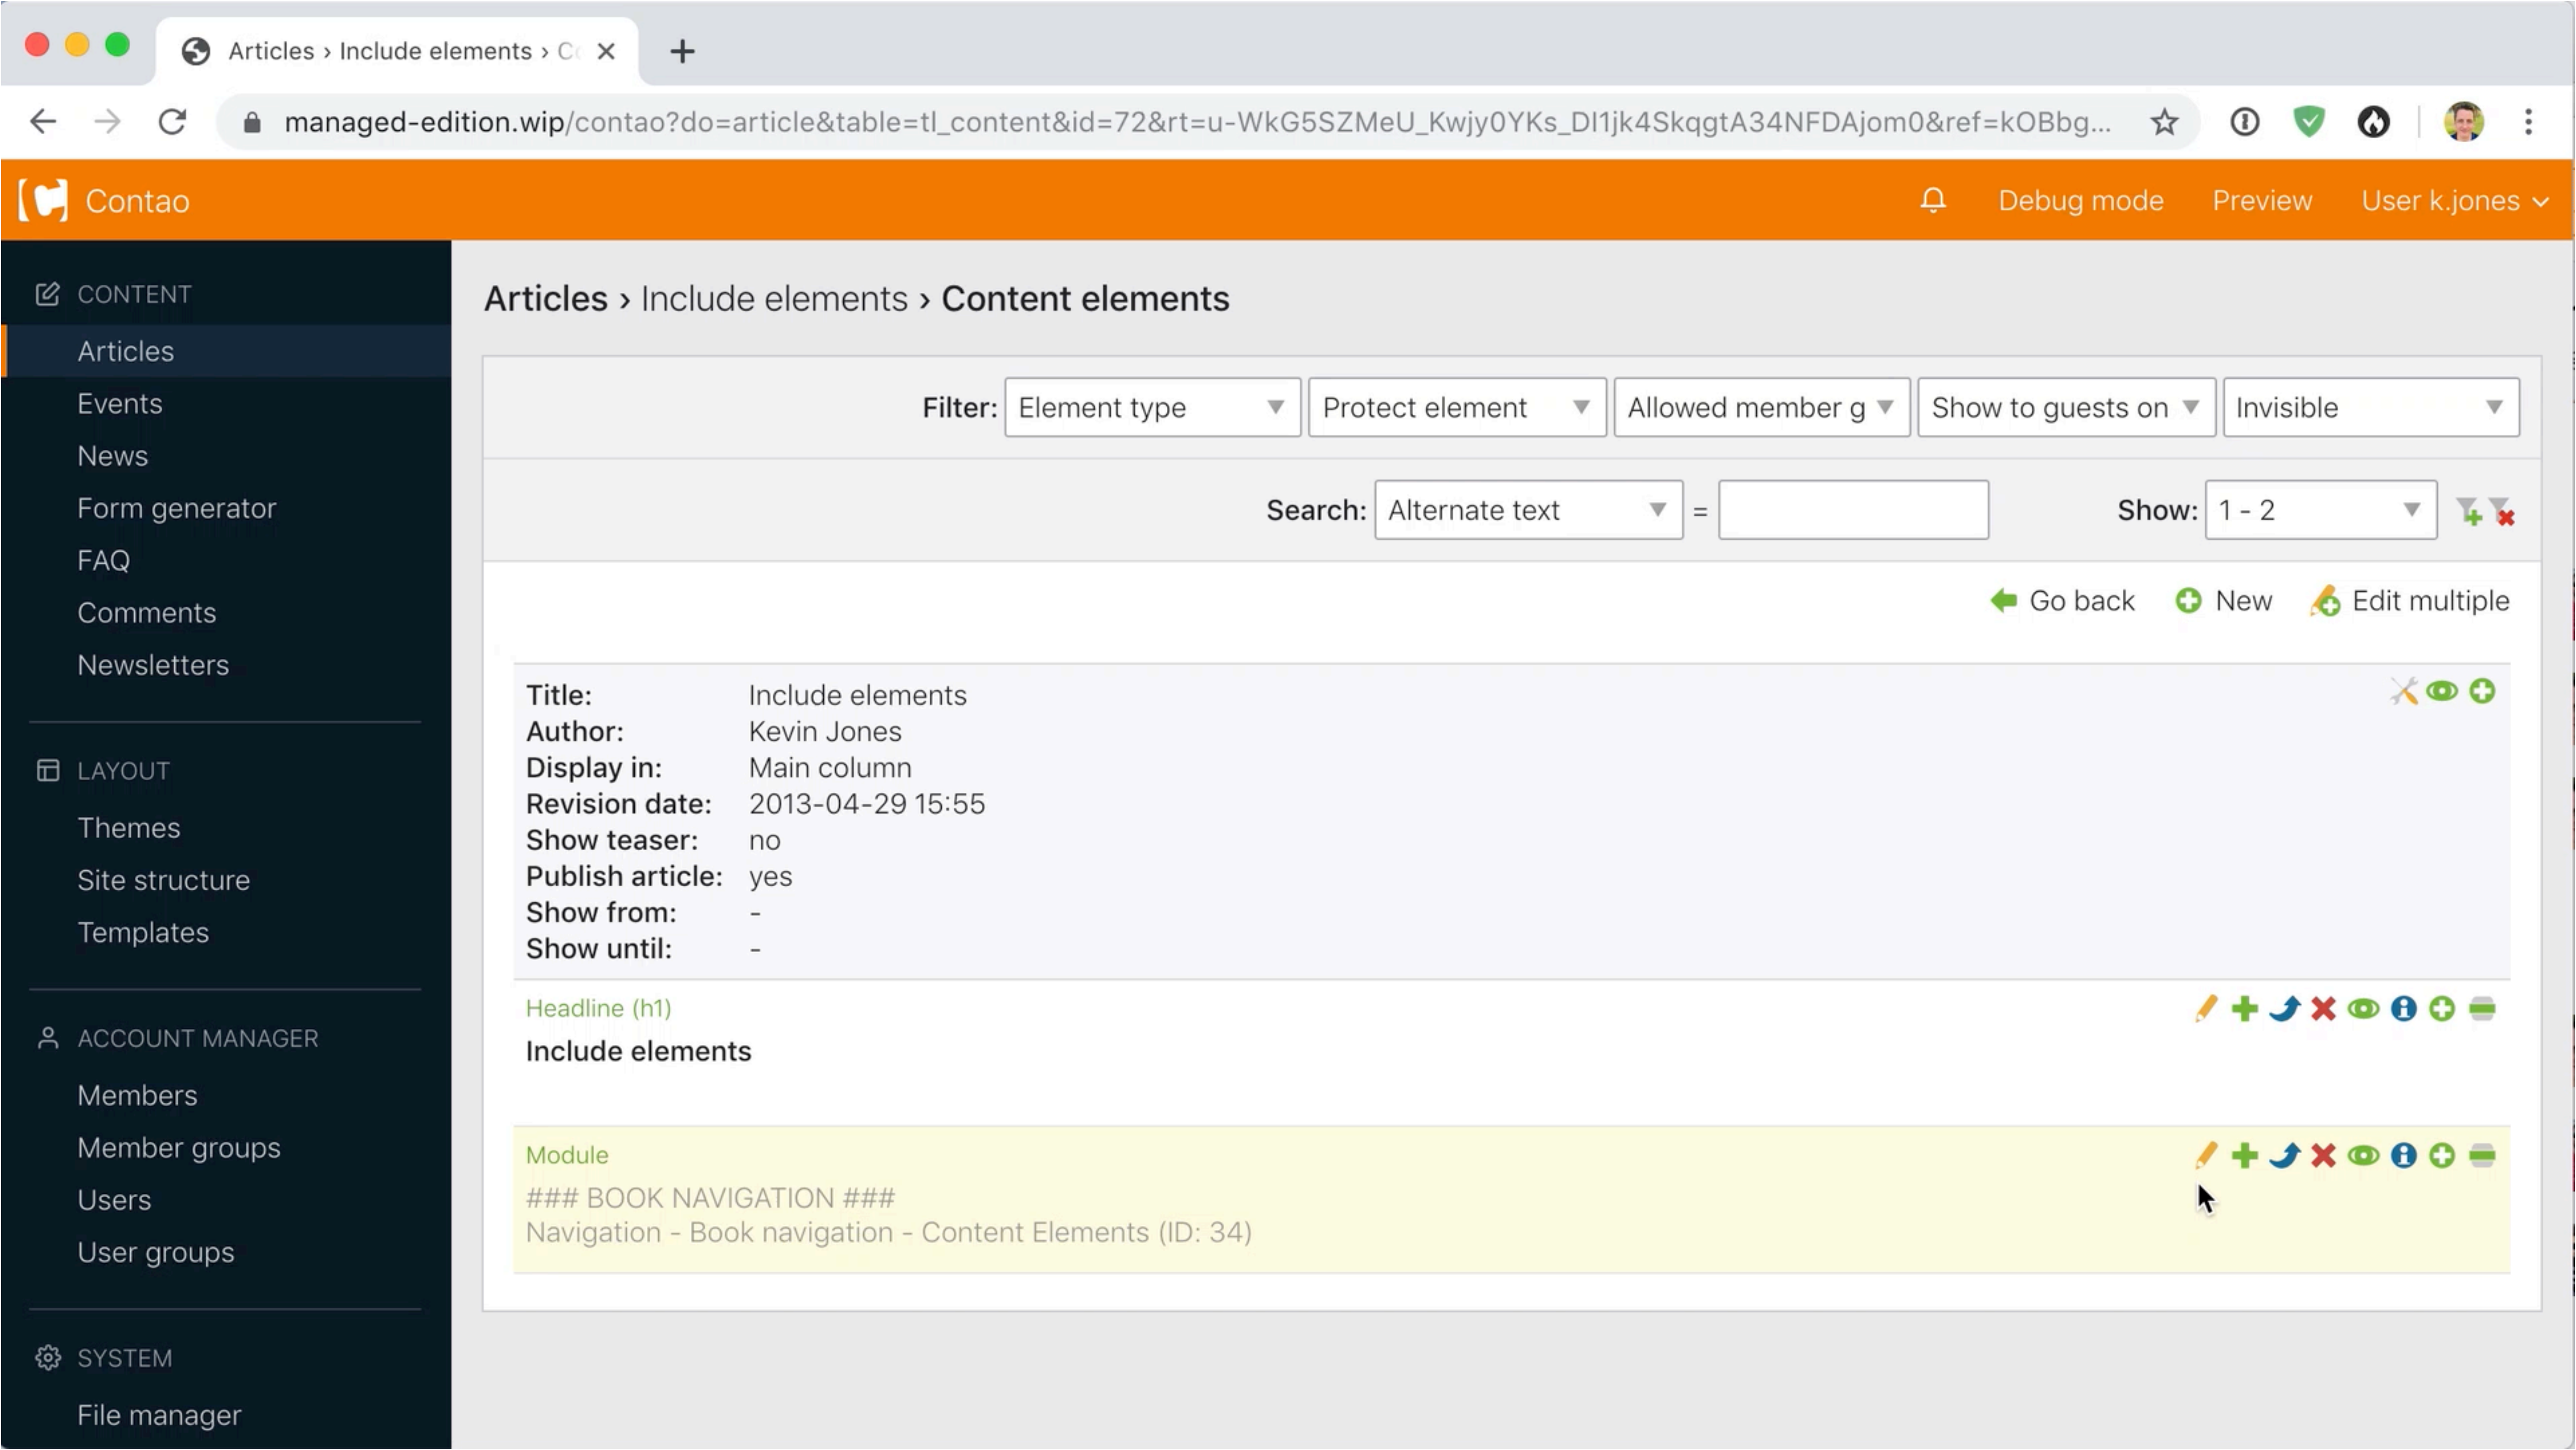 Articles › Include elements › Co
managed-edition.wip/contao?do=article&table=tl_content&id=72&rt=u-WkG5SZMeU_Kwjy0YKs_DI1jk4SkqgtA34NFDAjom0&ref=kOBbg...
Contao
Debug mode Preview User k.jones
CONTENT
Articles
Events
News
Form generator
FAQ
Comments
Newsletters
LAYOUT
Themes
Site structure
Templates
ACCOUNT MANAGER
Members
Member groups
Users
User groups
SYSTEM
File manager
Articles › Include elements › Content elements
Filter: Element type Protect element Allowed member g Show to guests on Invisible
Search: Alternate text = Show: 1 - 2
Go back New Edit multiple
Title: Include elements
Author: Kevin Jones
Display in: Main column
Revision date: 2013-04-29 15:55
Show teaser: no
Publish article: yes
Show from: -
Show until: -
Headline (h1)
Include elements
Module
### BOOK NAVIGATION ###
Navigation - Book navigation - Content Elements (ID: 34)